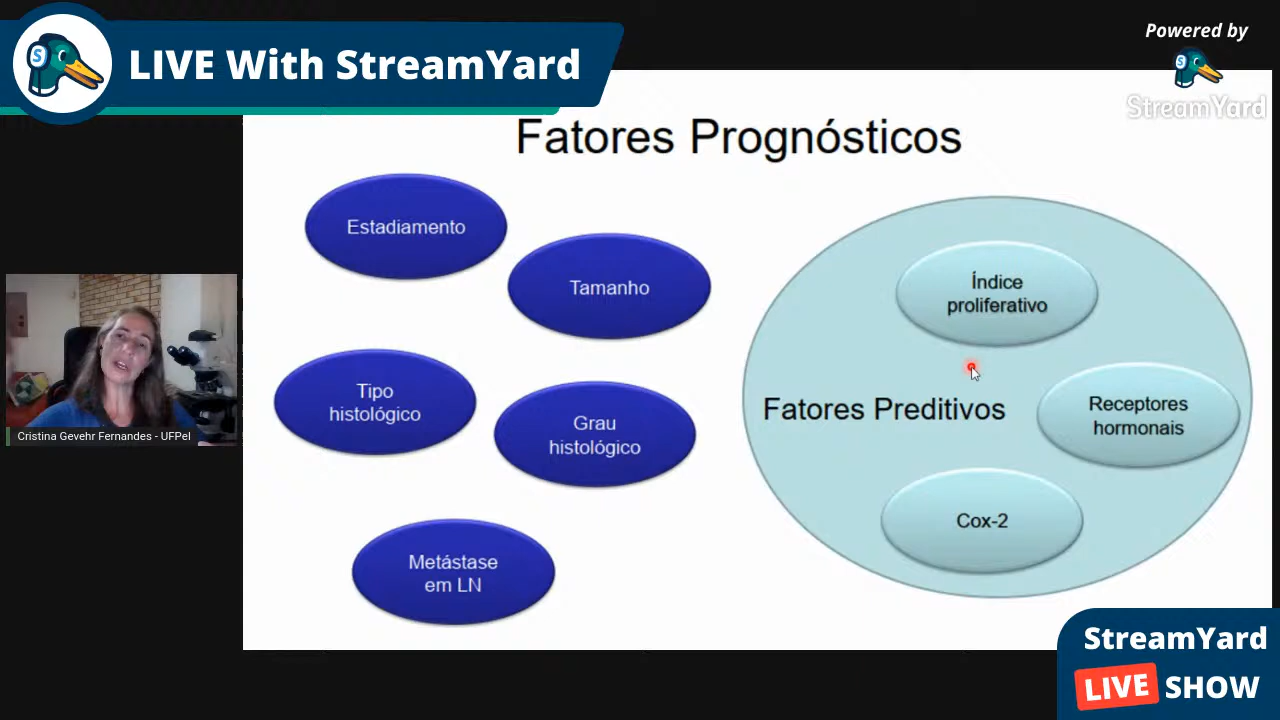 LIVE With StreamYard
Powered by
StreamYard
Fatores Prognósticos
Estadiamento
Tamanho
Tipo
histológico
Grau
histológico
Metástase
em LN
Índice
proliferativo
Fatores Preditivos
Receptores
hormonais
Cox-2
Cristina Gevehr Fernandes - UFPel
StreamYard
LIVE SHOW